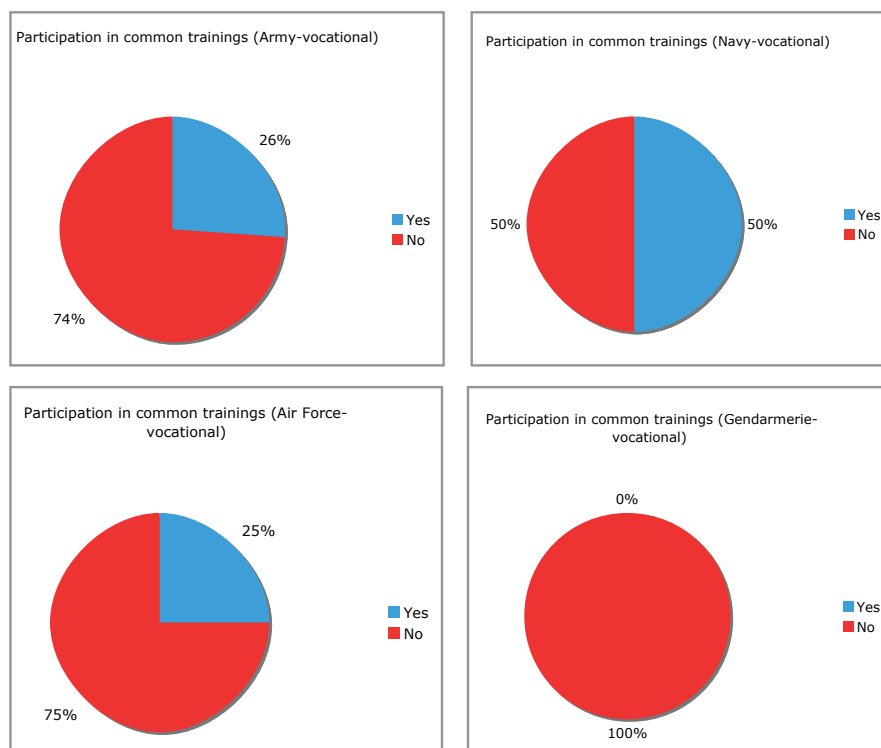 Participation in common trainings (Army-vocational)
26%
Yes
No
74%
Participation in common trainings (Navy-vocational)
50%
50%
Yes
No
Participation in common trainings (Air Force-
vocational)
25%
Yes
No
75%
Participation in common trainings (Gendarmerie-
vocational)
0%
Yes
No
100%